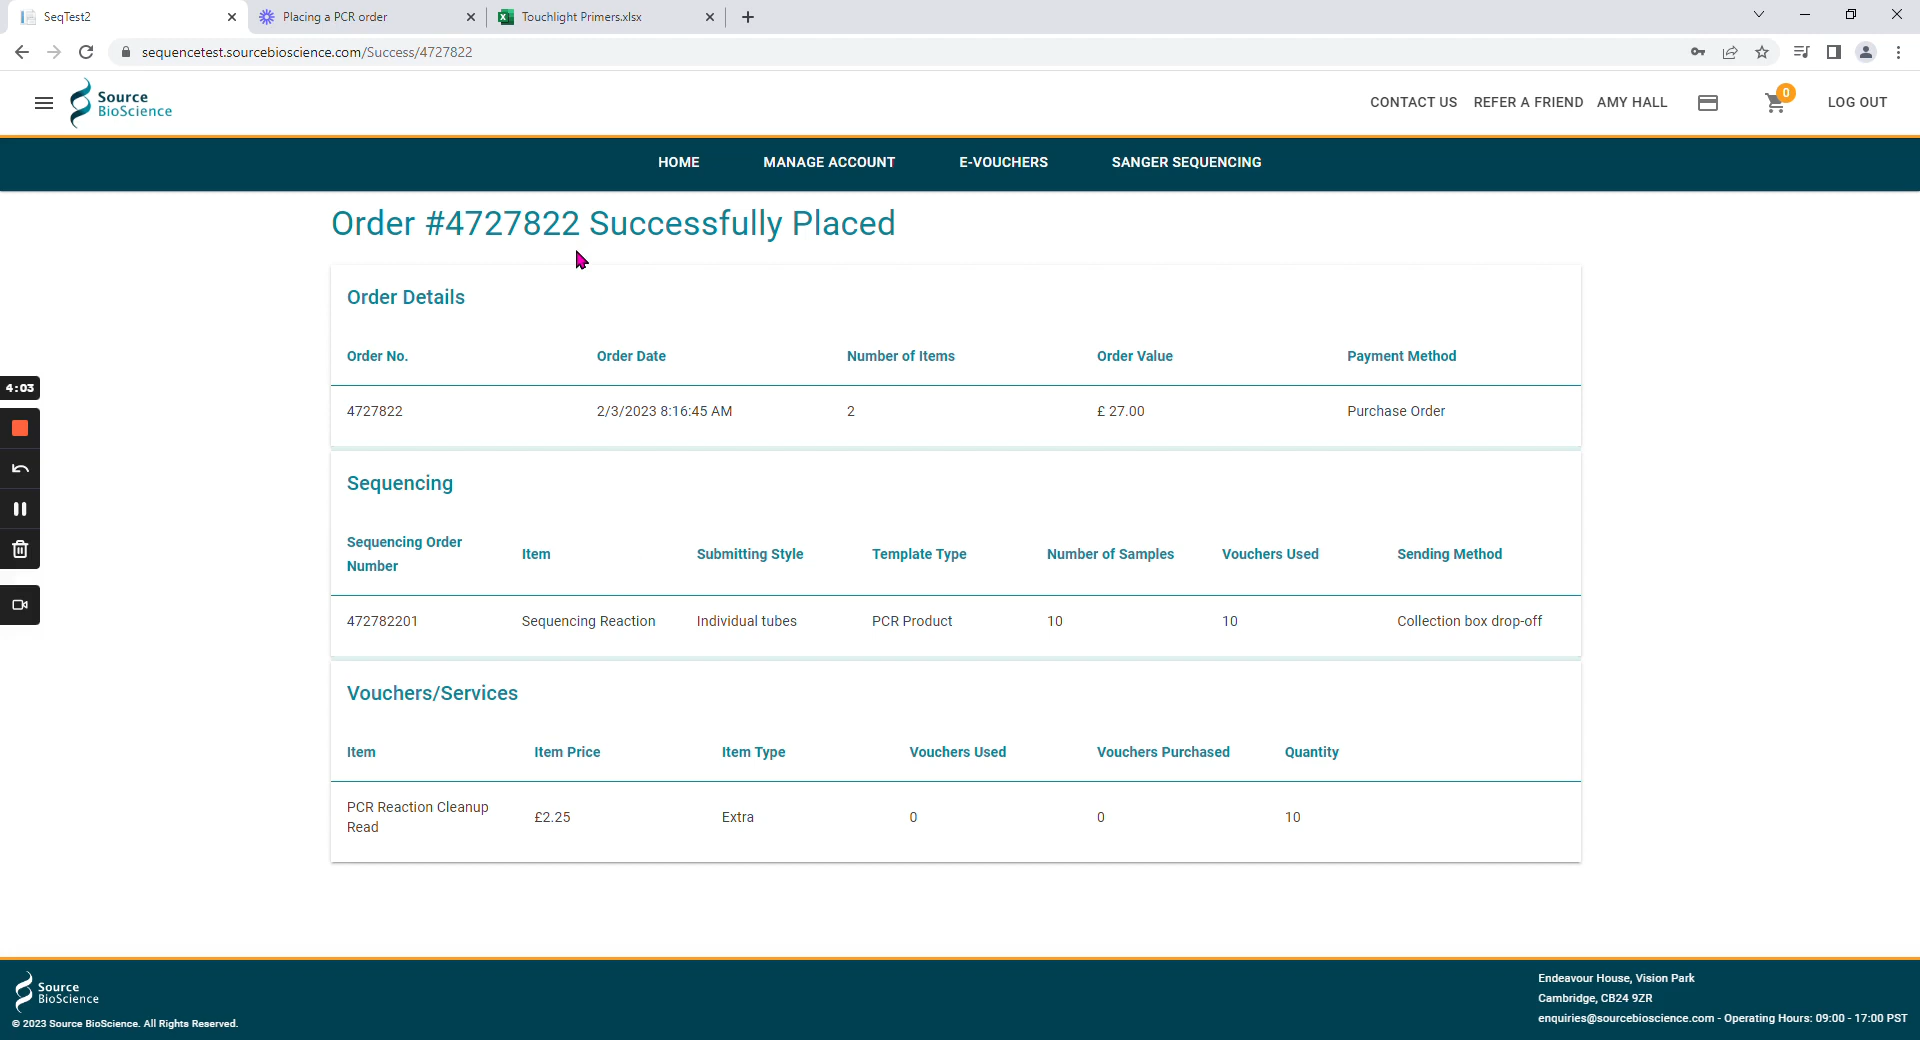 SeqTest2
Placing a PCR order
Touchlight Primers.xlsx
sequencetest.sourcebioscience.com/Success/4727822
Source
BioScience
CONTACT US REFER A FRIEND AMY HALL 0 LOG OUT
HOME MANAGE ACCOUNT E-VOUCHERS SANGER SEQUENCING
Order #4727822 Successfully Placed
Order Details
Order No. Order Date Number of Items Order Value Payment Method
4727822 2/3/2023 8:16:45 AM 2 £ 27.00 Purchase Order
4:03
Sequencing
Sequencing Order
Number
Item Submitting Style Template Type Number of Samples Vouchers Used Sending Method
472782201 Sequencing Reaction Individual tubes PCR Product 10 10 Collection box drop-off
Vouchers/Services
Item Item Price Item Type Vouchers Used Vouchers Purchased Quantity
PCR Reaction Cleanup
Read
£2.25 Extra 0 0 10
Source
BioScience
© 2023 Source BioScience. All Rights Reserved.
Endeavour House, Vision Park
Cambridge, CB24 9ZR
enquiries@sourcebioscience.com - Operating Hours: 09:00 - 17:00 PST